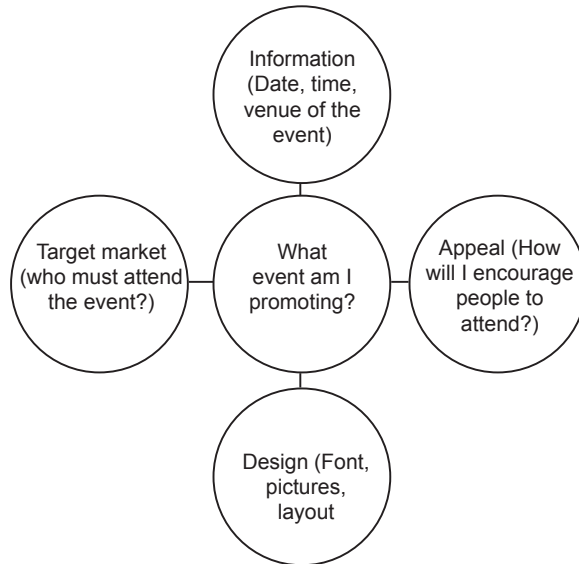 Information
(Date, time,
venue of the
event)
Target market
(who must attend
the event?)
What
event am I
promoting?
Appeal (How
will I encourage
people to
attend?)
Design (Font,
pictures,
layout